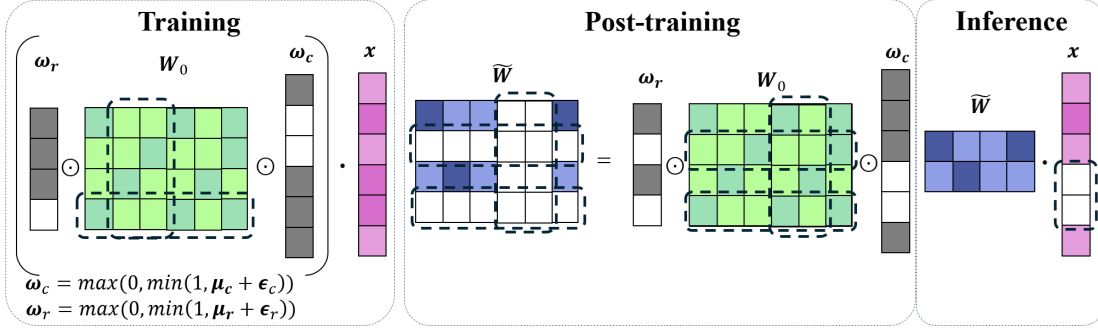 Training
ω_r
W_0
ω_c
x
⊙
⊙
·
ω_c = max(0, min(1, μ_c + ϵ_c))
ω_r = max(0, min(1, μ_r + ϵ_r))
Post-training
W̃
=
ω_r
⊙
W_0
⊙
ω_c
Inference
W̃
·
x